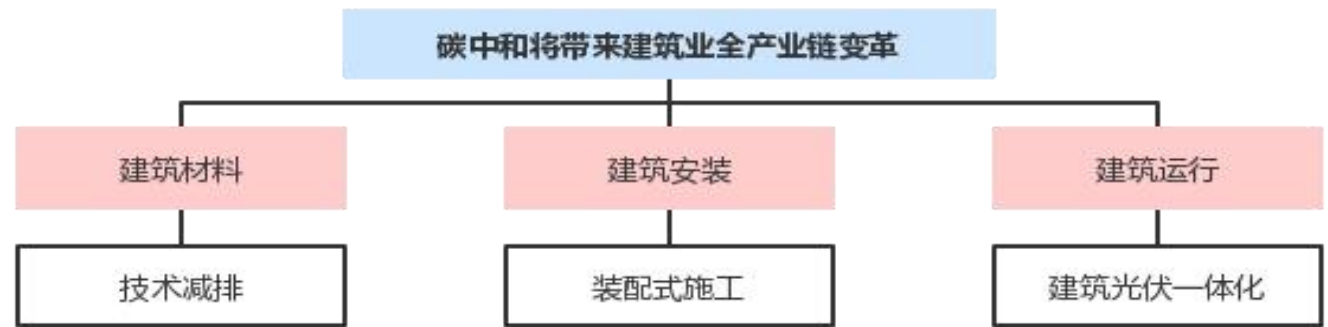 碳中和将带来建筑业全产业链变革
建筑材料
建筑安装
建筑运行
技术减排
装配式施工
建筑光伏一体化